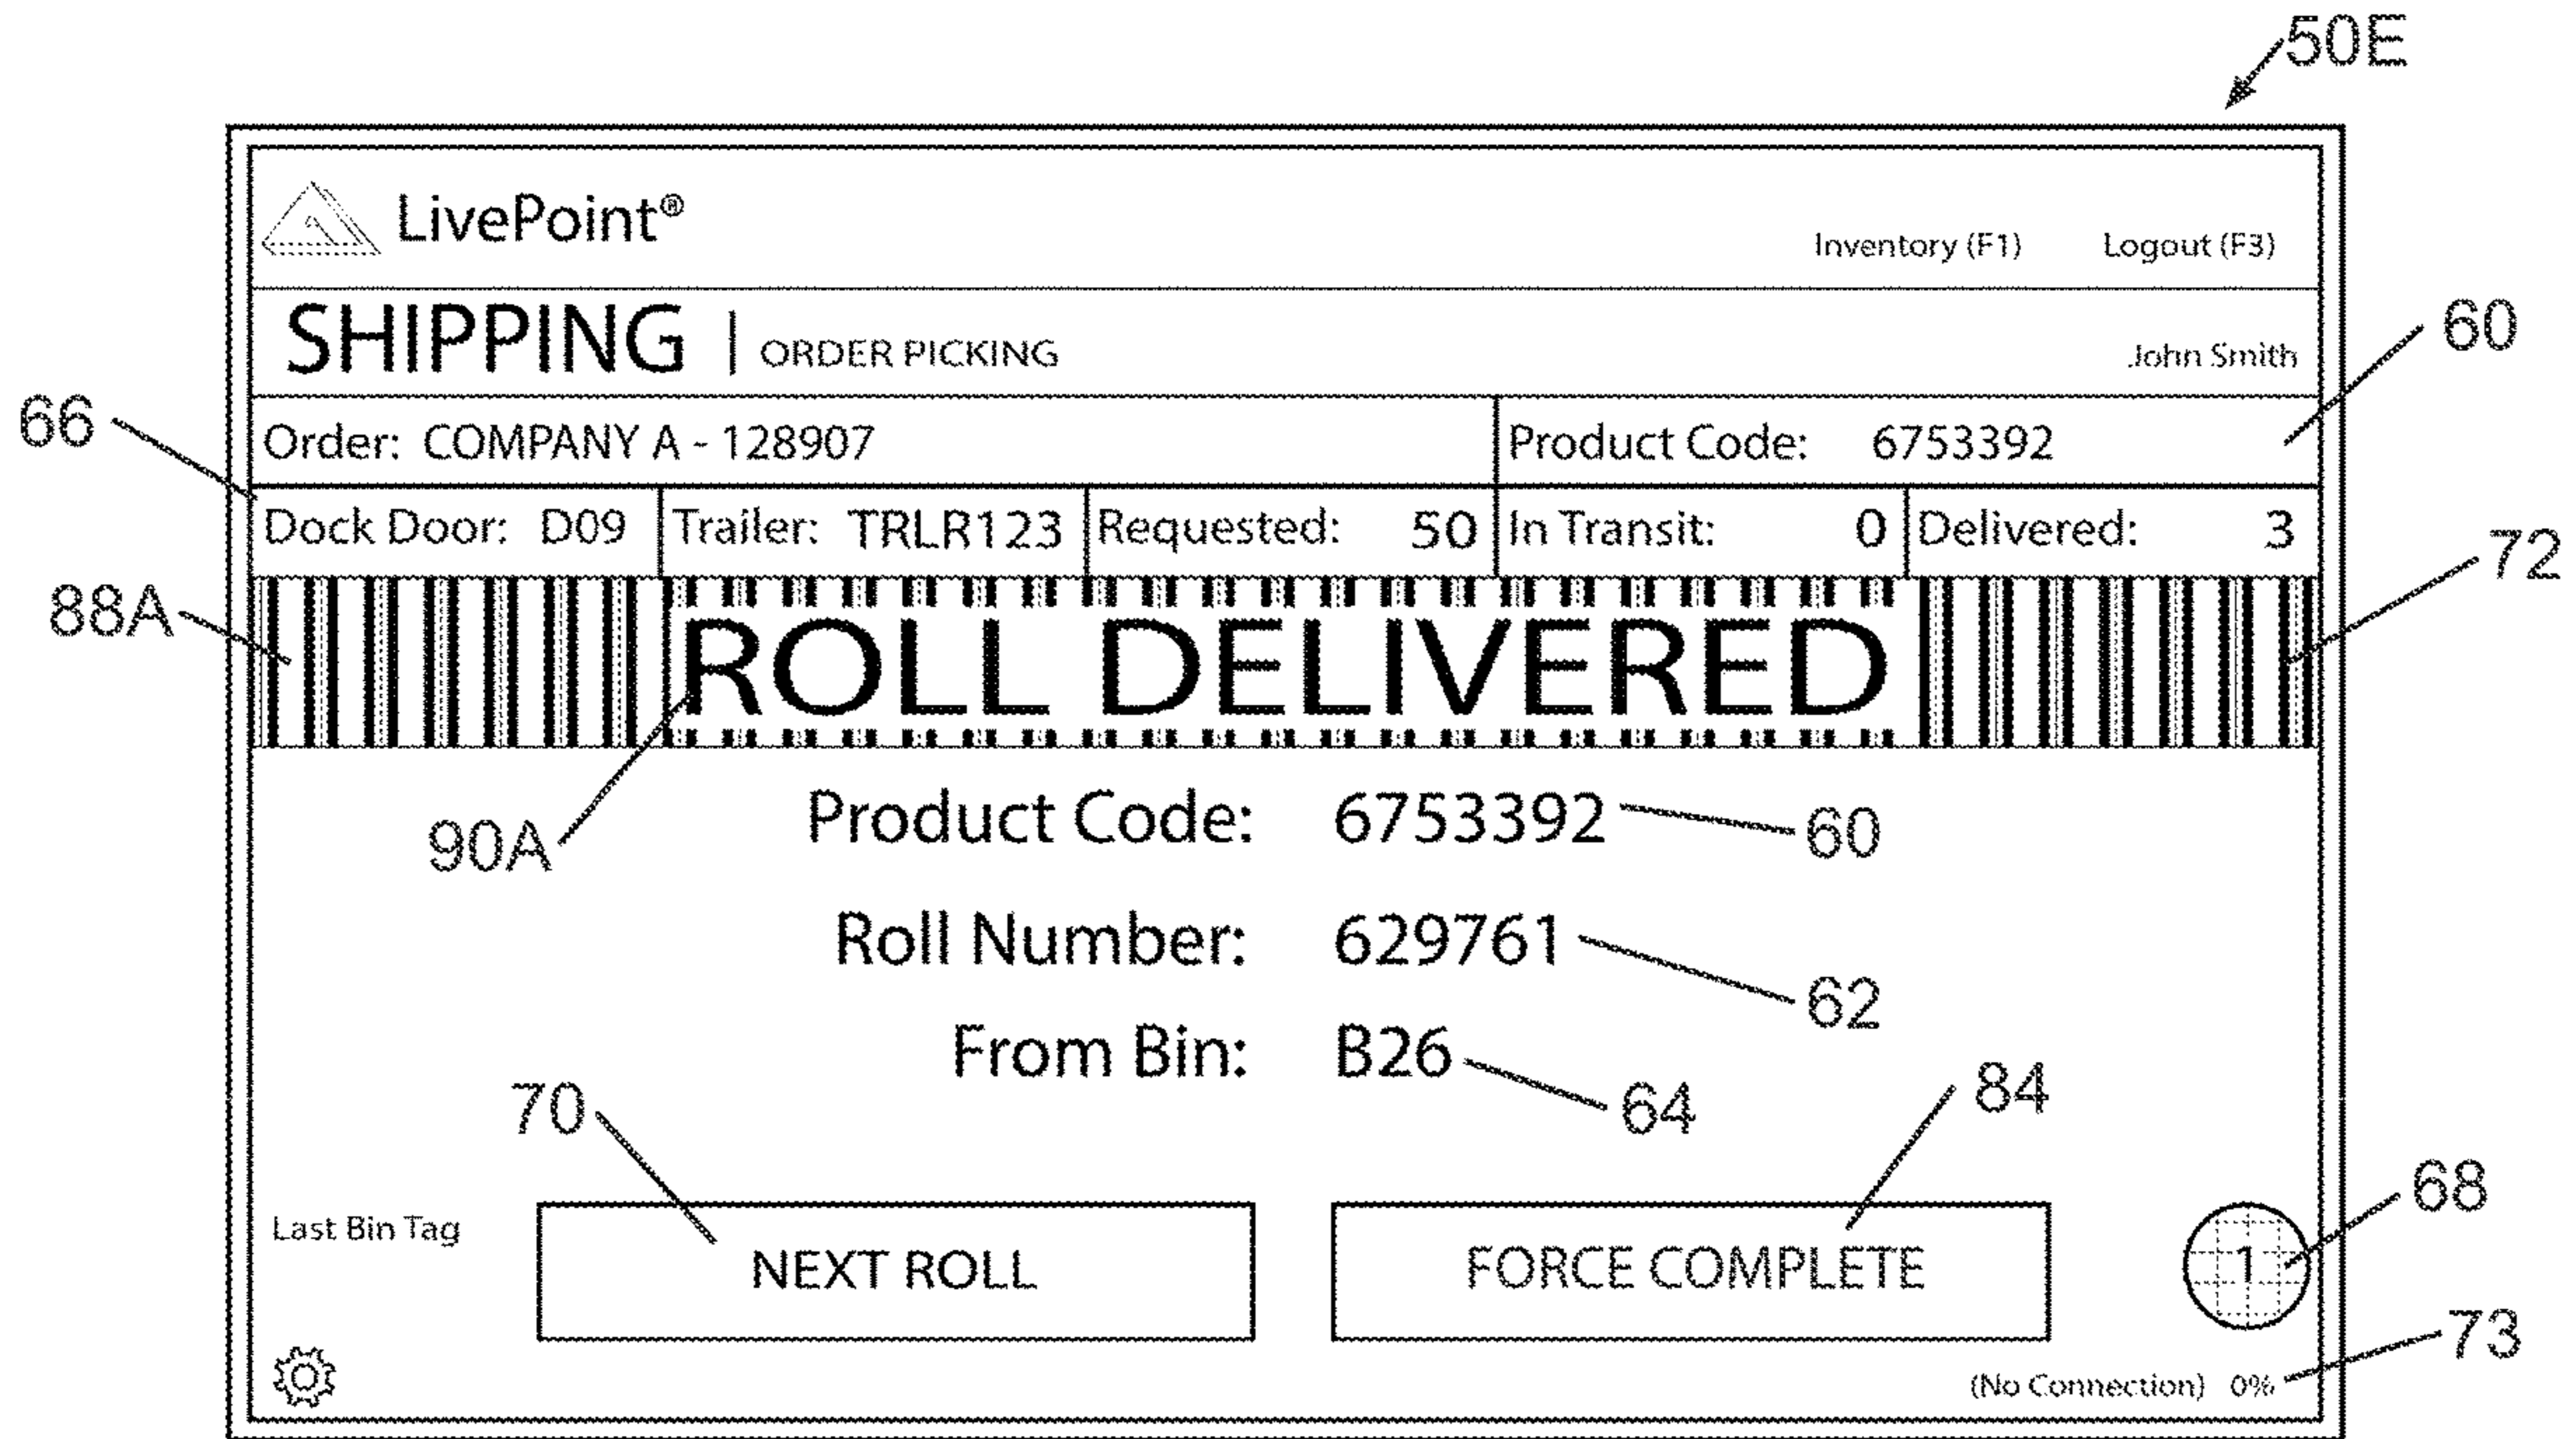 50E
LivePoint®
Inventory (F1) Logout (F3)
SHIPPING | ORDER PICKING
John Smith
60
66
Order: COMPANY A - 128907
Product Code: 6753392
Dock Door: D09
Trailer: TRLR123
Requested: 50
In Transit: 0
Delivered: 3
72
88A
ROLL DELIVERED
90A
Product Code: 6753392
60
Roll Number: 629761
62
From Bin: B26
64
70
84
68
Last Bin Tag
NEXT ROLL
FORCE COMPLETE
1
73
(No Connection) 0%